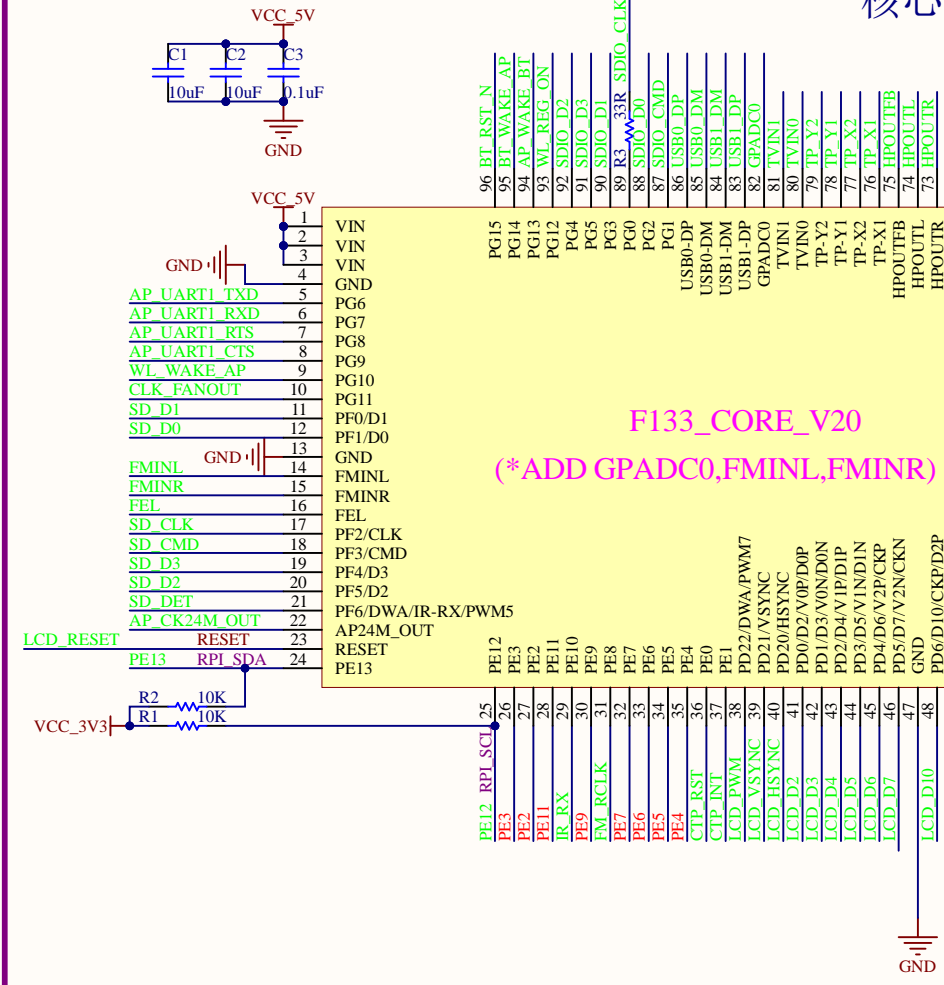 核心
VCC_5V
C1
C2
C3
10uF
10uF
0.1uF
GND
SDIO_CLK
33R
R3
96 BT_RST_N
95 BT_WAKE_AP
94 AP_WAKE_BT
93 WL_REG_ON
92 SDIO_D2
91 SDIO_D3
90 SDIO_D1
89
88 SDIO_D0
87 SDIO_CMD
86 USB0_DP
85 USB0_DM
84 USB1_DM
83 USB1_DP
82 GPADC0
81 TVIN1
80 TVIN0
79 TP_Y2
78 TP_Y1
77 TP_X2
76 TP_X1
75 HPOUTFB
74 HPOUTL
73 HPOUTR
PG15
PG14
PG13
PG12
PG4
PG5
PG3
PG0
PG2
PG1
USB0-DP
USB0-DM
USB1-DM
USB1-DP
GPADC0
TVIN1
TVIN0
TP-Y2
TP-Y1
TP-X2
TP-X1
HPOUTFB
HPOUTL
HPOUTR
VCC_5V
1 VIN
2 VIN
3 VIN
GND 4 GND
AP_UART1_TXD 5 PG6
AP_UART1_RXD 6 PG7
AP_UART1_RTS 7 PG8
AP_UART1_CTS 8 PG9
WL_WAKE_AP 9 PG10
CLK_FANOUT 10 PG11
SD_D1 11 PF0/D1
SD_D0 12 PF1/D0
GND 13 GND
FMINL 14 FMINL
FMINR 15 FMINR
FEL 16 FEL
SD_CLK 17 PF2/CLK
SD_CMD 18 PF3/CMD
SD_D3 19 PF4/D3
SD_D2 20 PF5/D2
SD_DET 21 PF6/DWA/IR-RX/PWM5
AP_CK24M_OUT 22 AP24M_OUT
LCD_RESET RESET 23 RESET
PE13 RPI_SDA 24 PE13
F133_CORE_V20
(*ADD GPADC0,FMINL,FMINR)
R2 10K
R1 10K
VCC_3V3
PE12
PE3
PE2
PE11
PE10
PE9
PE8
PE7
PE6
PE5
PE4
PE0
PE1
PD22/DWA/PWM7
PD21/VSYNC
PD20/HSYNC
PD0/D2/V0P/D0P
PD1/D3/V0N/D0N
PD2/D4/V1P/D1P
PD3/D5/V1N/D1N
PD4/D6/V2P/CKP
PD5/D7/V2N/CKN
GND
PD6/D10/CKP/D2P
25
26
27
28
29
30
31
32
33
34
35
36
37
38
39
40
41
42
43
44
45
46
47
48
PE12 RPI_SCL
PE3
PE2
PE11
IR_RX
PE9
FM_RCLK
PE7
PE6
PE5
PE4
CTP_RST
CTP_INT
LCD_PWM
LCD_VSYNC
LCD_HSYNC
LCD_D2
LCD_D3
LCD_D4
LCD_D5
LCD_D6
LCD_D7
LCD_D10
GND